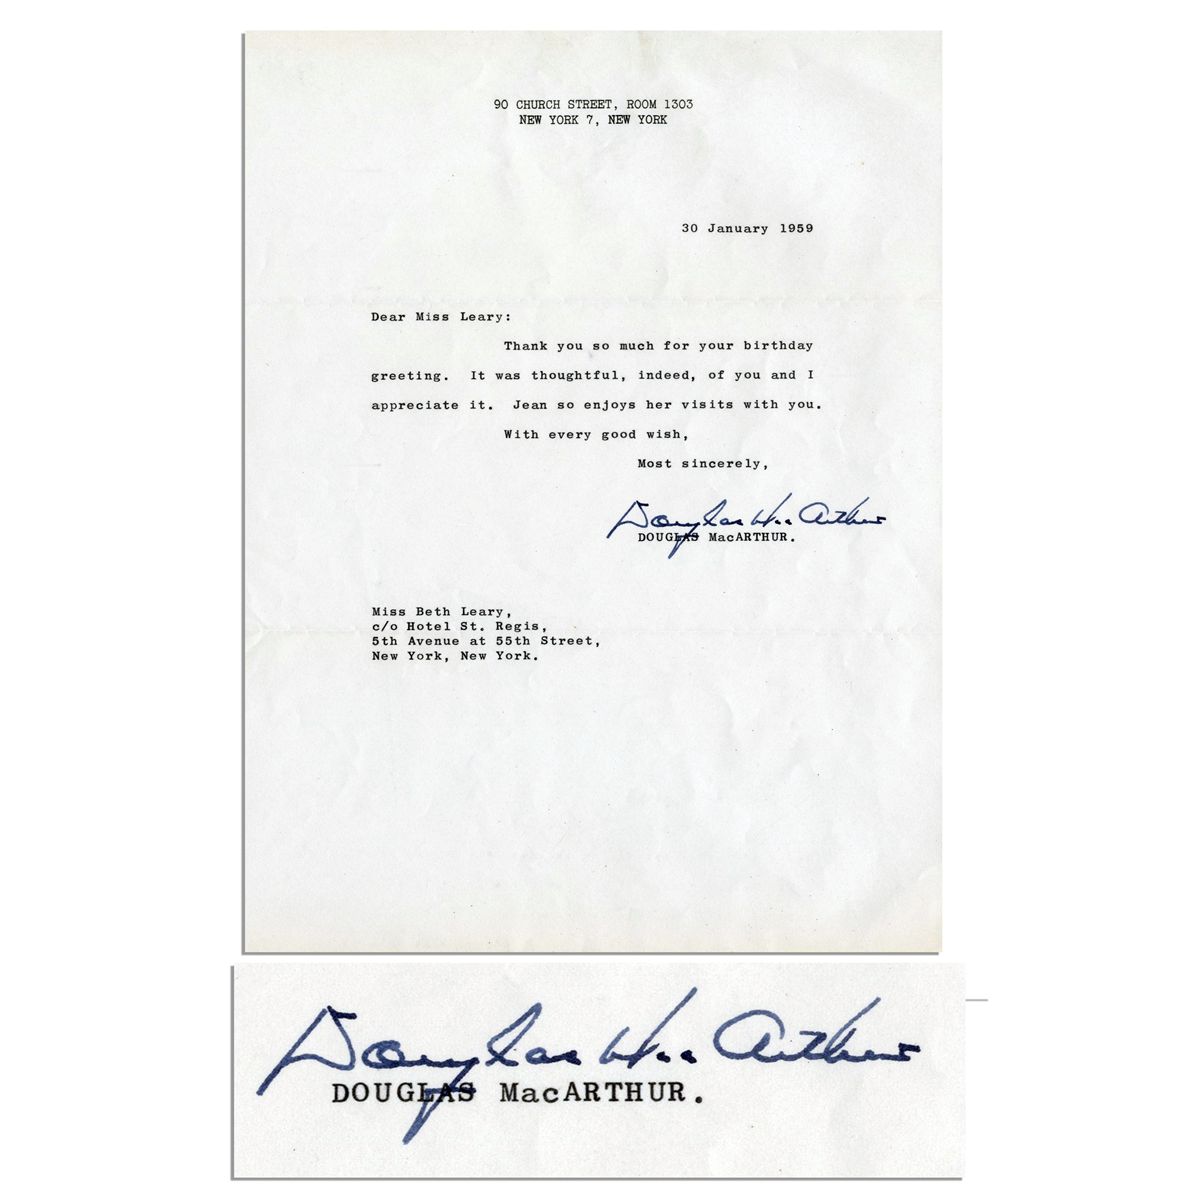 90 CHURCH STREET, ROOM 1303
NEW YORK 7, NEW YORK
30 January 1959
Dear Miss Leary:
Thank you so much for your birthday
greeting. It was thoughtful, indeed, of you and I
appreciate it. Jean so enjoys her visits with you.
With every good wish,
Most sincerely,
Douglas MacArthur
DOUGLAS MacARTHUR.
Miss Beth Leary,
c/o Hotel St. Regis,
5th Avenue at 55th Street,
New York, New York.
Douglas MacArthur
DOUGLAS MacARTHUR.